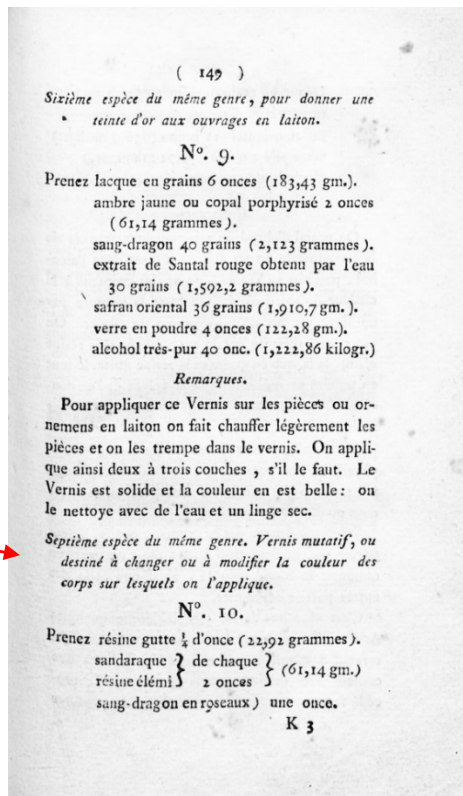 ( 149 )
Sixième espèce du même genre, pour donner une
teinte d'or aux ouvrages en laiton.
N°. 9.
Prenez lacque en grains 6 onces (183,43 gm.).
ambre jaune ou copal porphyrisé 2 onces
(61,14 grammes).
sang-dragon 40 grains (2,123 grammes).
extrait de Santal rouge obtenu par l'eau
30 grains (1,592,2 grammes).
safran oriental 36 grains (1,910,7 gm.).
verre en poudre 4 onces (122,28 gm.).
alcohol très-pur 40 onc. (1,222,86 kilogr.)
Remarques.
Pour appliquer ce Vernis sur les pièces ou or-
nemens en laiton on fait chauffer légèrement les
pièces et on les trempe dans le vernis. On appli-
que ainsi deux à trois couches, s'il le faut. Le
Vernis est solide et la couleur en est belle: on
le nettoye avec de l'eau et un linge sec.
Septième espèce du même genre. Vernis mutatif, ou
destiné à changer ou à modifier la couleur des
corps sur lesquels on l'applique.
N°. 10.
Prenez résine gutte ¾ d'once (22,92 grammes).
sandaraque } de chaque } (61,14 gm.)
résine élémi } 2 onces }
sang-dragon en roseaux) une once.
K 3